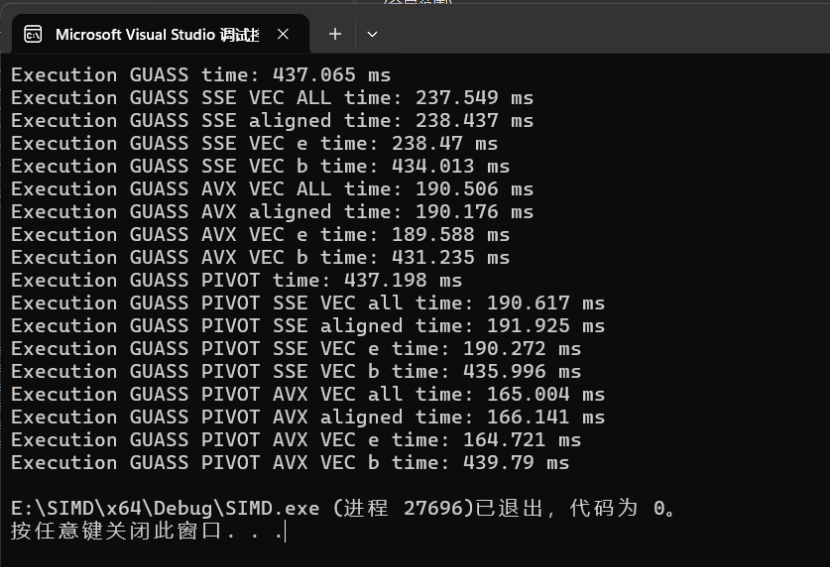 Microsoft Visual Studio 调试控
Execution GUASS time: 437.065 ms
Execution GUASS SSE VEC ALL time: 237.549 ms
Execution GUASS SSE aligned time: 238.437 ms
Execution GUASS SSE VEC e time: 238.47 ms
Execution GUASS SSE VEC b time: 434.013 ms
Execution GUASS AVX VEC ALL time: 190.506 ms
Execution GUASS AVX aligned time: 190.176 ms
Execution GUASS AVX VEC e time: 189.588 ms
Execution GUASS AVX VEC b time: 431.235 ms
Execution GUASS PIVOT time: 437.198 ms
Execution GUASS PIVOT SSE VEC all time: 190.617 ms
Execution GUASS PIVOT SSE aligned time: 191.925 ms
Execution GUASS PIVOT SSE VEC e time: 190.272 ms
Execution GUASS PIVOT SSE VEC b time: 435.996 ms
Execution GUASS PIVOT AVX VEC all time: 165.004 ms
Execution GUASS PIVOT AVX aligned time: 166.141 ms
Execution GUASS PIVOT AVX VEC e time: 164.721 ms
Execution GUASS PIVOT AVX VEC b time: 439.79 ms
E:\SIMD\x64\Debug\SIMD.exe (进程 27696)已退出，代码为 0。
按任意键关闭此窗口. . .